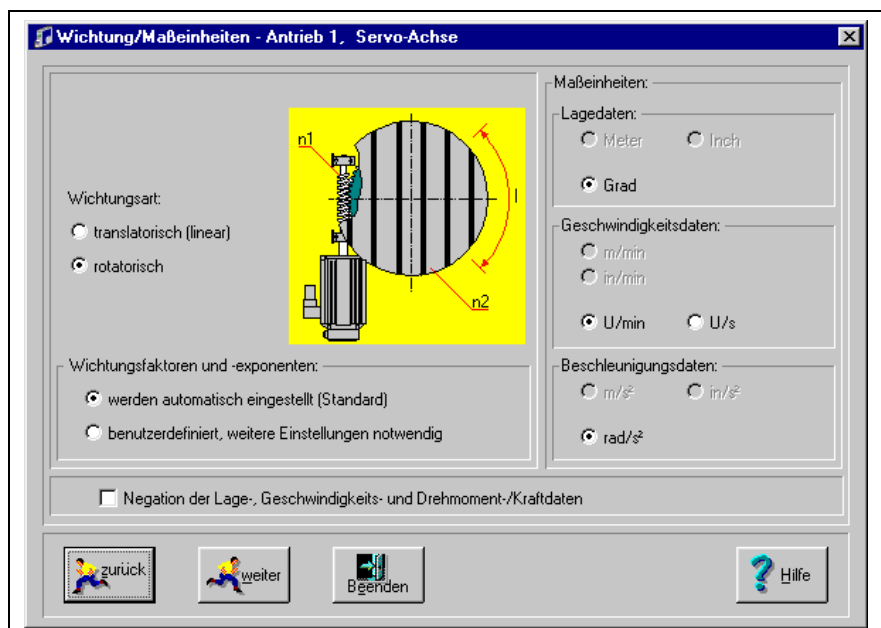 Wichtung/Maßeinheiten - Antrieb 1, Servo-Achse
Wichtungsart:
translatorisch (linear)
rotatorisch
n1
l
n2
Wichtungsfaktoren und -exponenten:
werden automatisch eingestellt (Standard)
benutzerdefiniert, weitere Einstellungen notwendig
Maßeinheiten:
Lagedaten:
Meter Inch
Grad
Geschwindigkeitsdaten:
m/min
in/min
U/min U/s
Beschleunigungsdaten:
m/s² in/s²
rad/s²
Negation der Lage-, Geschwindigkeits- und Drehmoment-/Kraftdaten
zurück weiter Beenden Hilfe